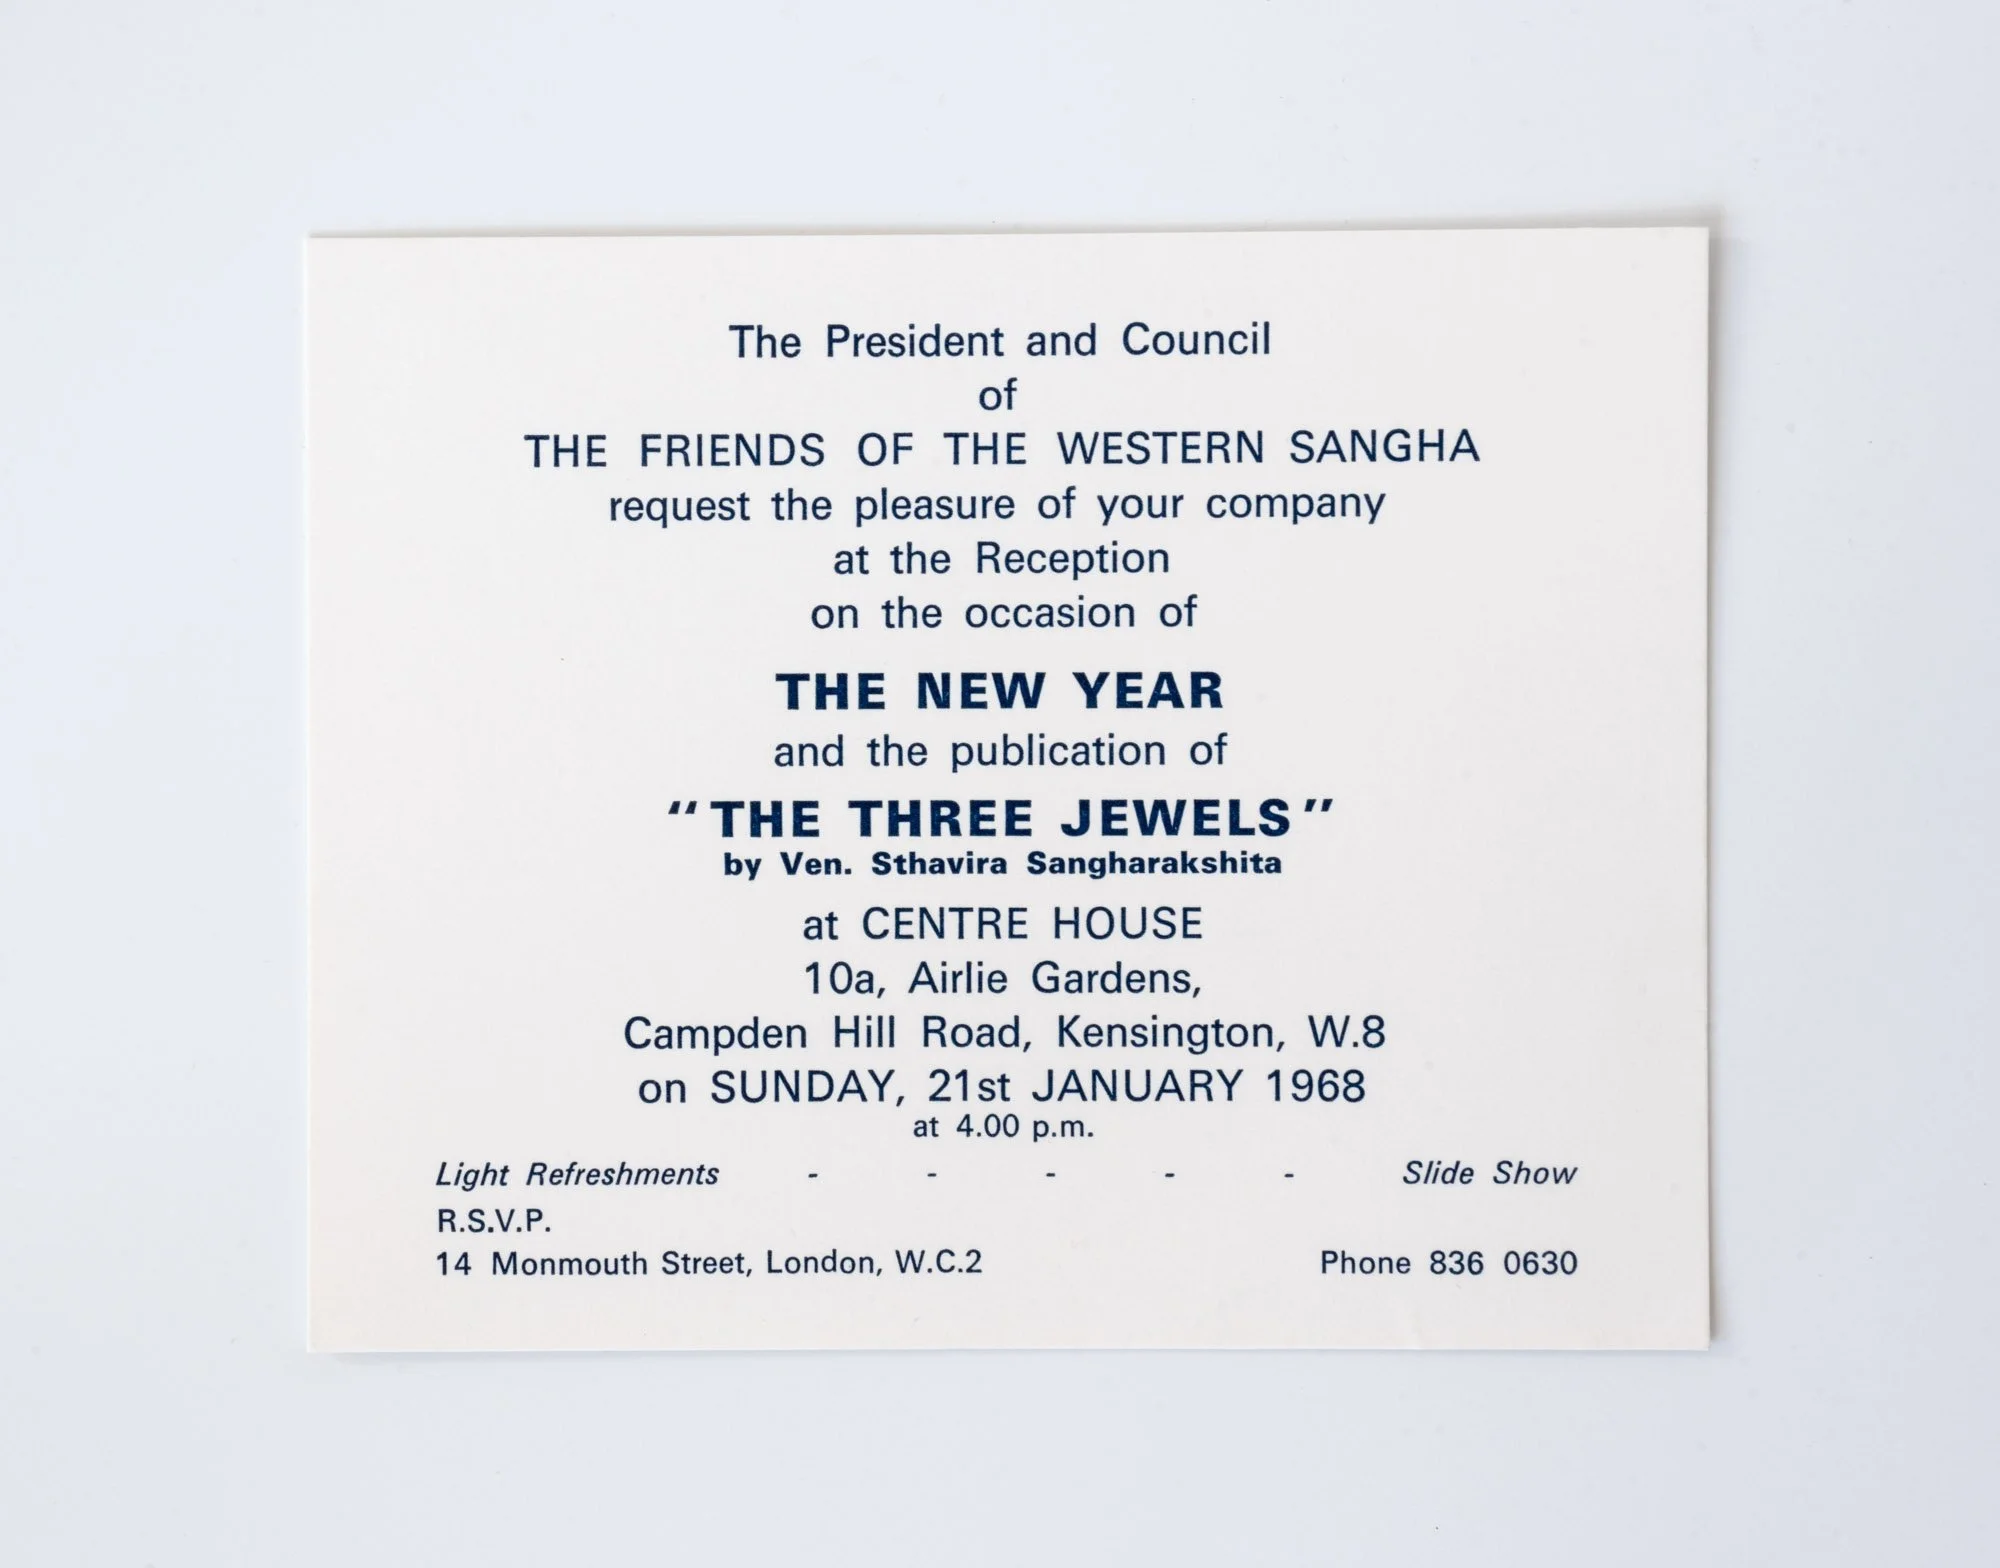 The President and Council
of
THE FRIENDS OF THE WESTERN SANGHA
request the pleasure of your company
at the Reception
on the occasion of
THE NEW YEAR
and the publication of
"THE THREE JEWELS"
by Ven. Sthavira Sangharakshita
at CENTRE HOUSE
10a, Airlie Gardens,
Campden Hill Road, Kensington, W.8
on SUNDAY, 21st JANUARY 1968
at 4.00 p.m.
Light Refreshments - - - - - Slide Show
R.S.V.P.
14 Monmouth Street, London, W.C.2 Phone 836 0630